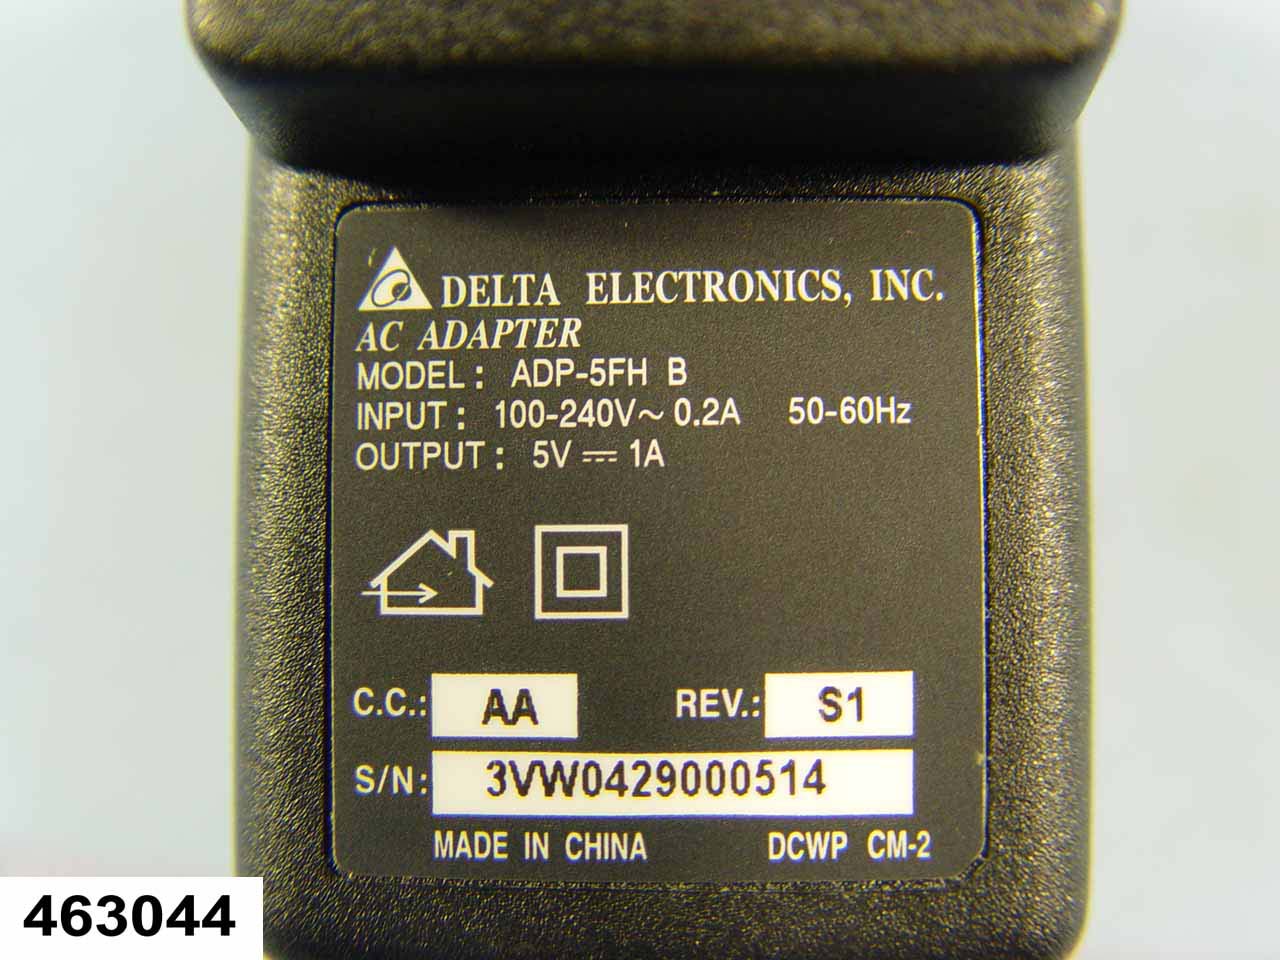 DELTA ELECTRONICS, INC.
AC ADAPTER
MODEL: ADP-5FH B
INPUT: 100-240V~ 0.2A 50-60Hz
OUTPUT: 5V ⎓ 1A
C.C.: AA REV.: S1
S/N: 3VW0429000514
MADE IN CHINA DCWP CM-2
463044